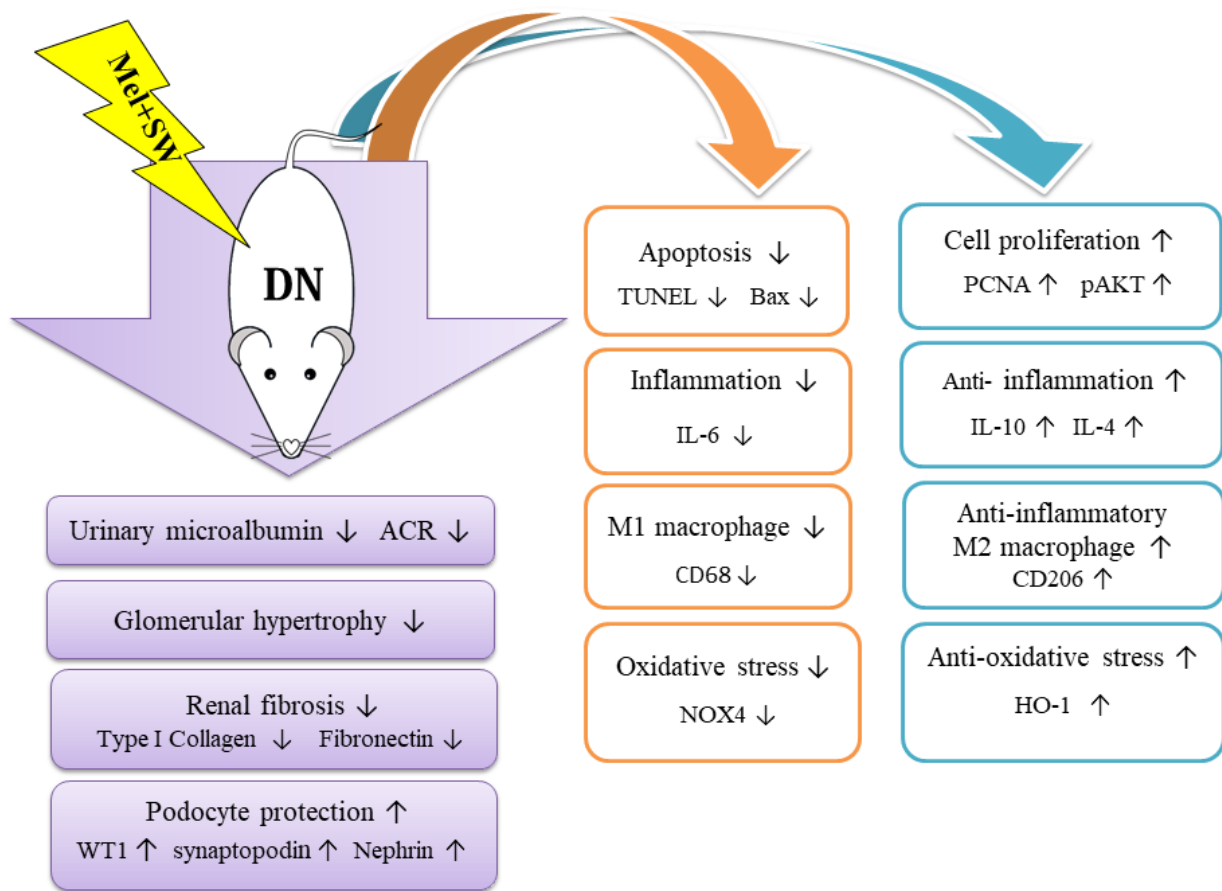 Mel+SW
DN
Urinary microalbumin ↓ ACR ↓
Glomerular hypertrophy ↓
Renal fibrosis ↓
Type I Collagen ↓ Fibronectin ↓
Podocyte protection ↑
WT1 ↑ synaptopodin ↑ Nephrin ↑
Apoptosis ↓
TUNEL ↓ Bax ↓
Inflammation ↓
IL-6 ↓
M1 macrophage ↓
CD68 ↓
Oxidative stress ↓
NOX4 ↓
Cell proliferation ↑
PCNA ↑ pAKT ↑
Anti- inflammation ↑
IL-10 ↑ IL-4 ↑
Anti-inflammatory
M2 macrophage ↑
CD206 ↑
Anti-oxidative stress ↑
HO-1 ↑